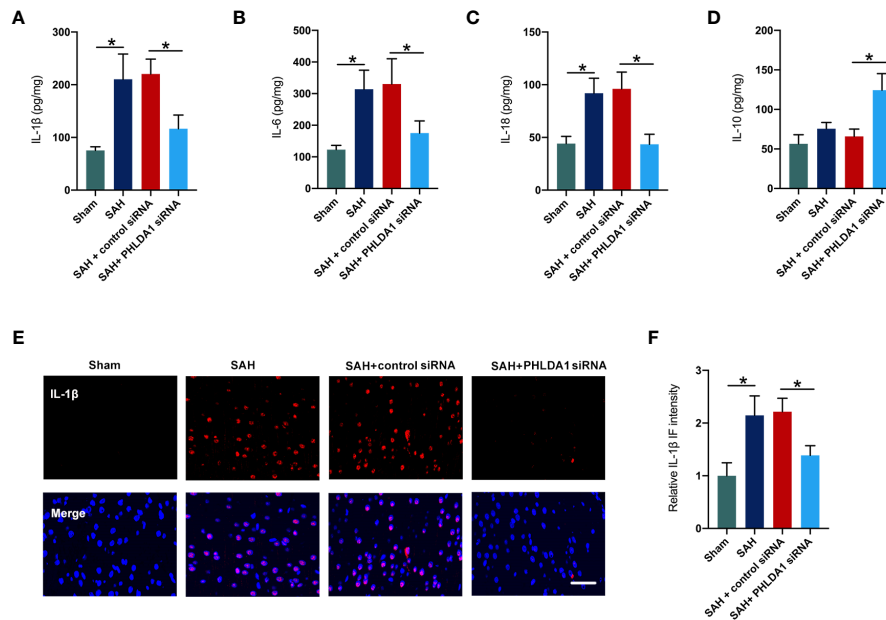 A
IL-1β (pg/mg)
300
200
100
0
*
*
Sham
SAH
SAH + control siRNA
SAH+ PHLDA1 siRNA
B
IL-6 (pg/mg)
500
400
300
200
100
0
*
*
Sham
SAH
SAH + control siRNA
SAH+ PHLDA1 siRNA
C
IL-18 (pg/mg)
150
100
50
0
*
*
Sham
SAH
SAH + control siRNA
SAH+ PHLDA1 siRNA
D
IL-10 (pg/mg)
200
150
100
50
0
*
Sham
SAH
SAH + control siRNA
SAH+ PHLDA1 siRNA
E
Sham
SAH
SAH+control siRNA
SAH+PHLDA1 siRNA
IL-1β
Merge
F
Relative IL-1β IF intensity
3
2
1
0
*
*
Sham
SAH
SAH + control siRNA
SAH+ PHLDA1 siRNA